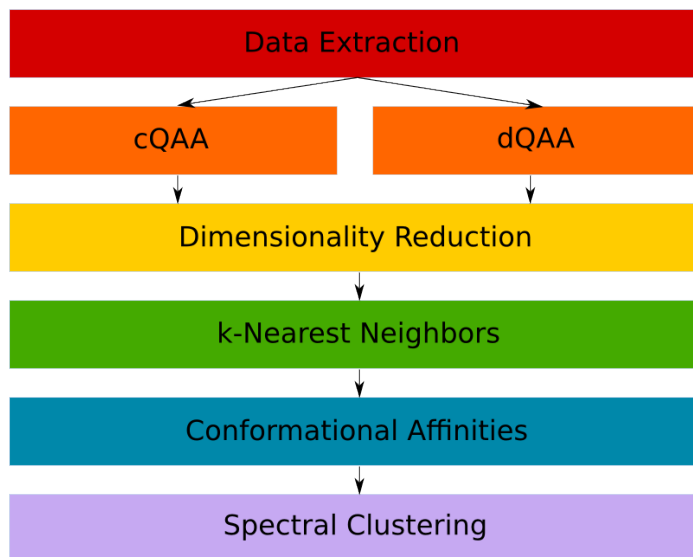 Data Extraction
cQAA
dQAA
Dimensionality Reduction
k-Nearest Neighbors
Conformational Affinities
Spectral Clustering